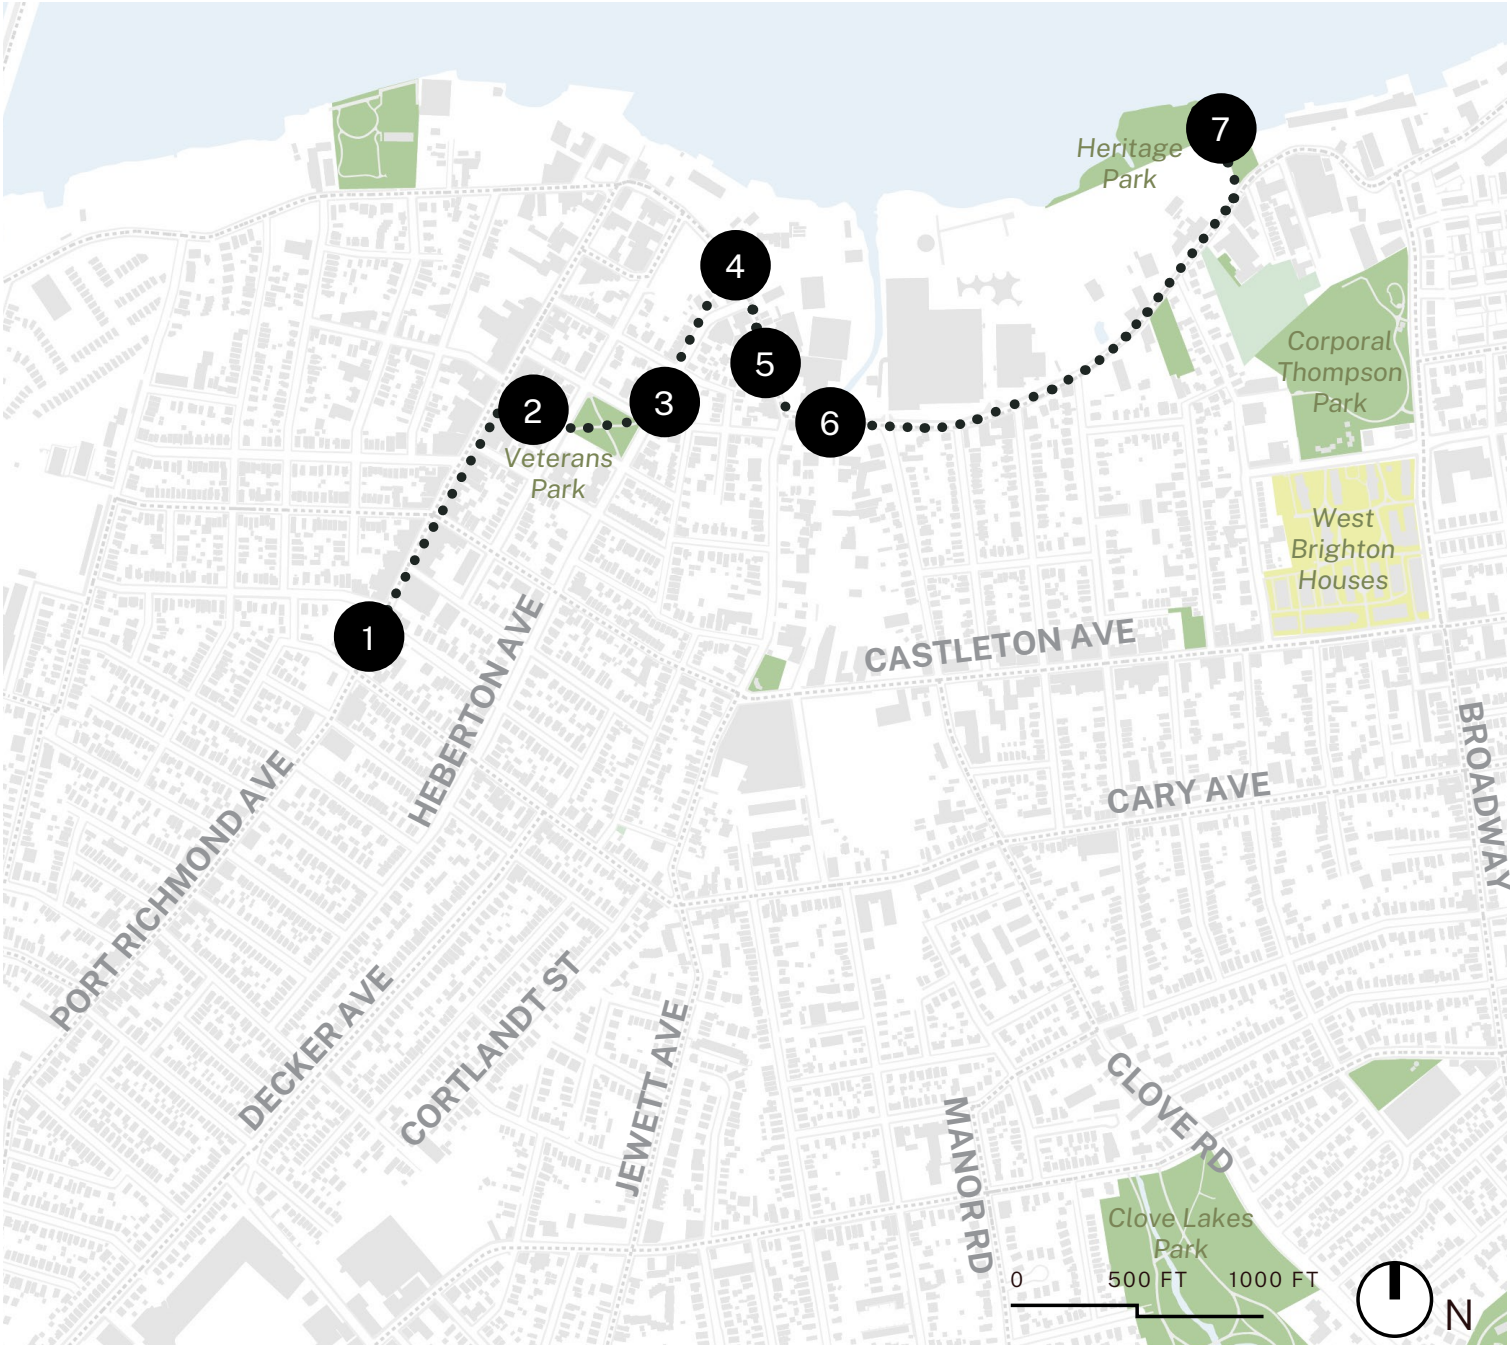 7
Heritage
Park
4
Corporal
Thompson
Park
5
3
2
6
Veterans
Park
West
Brighton
Houses
1
CASTLETON AVE
HEBERTON AVE
BROADWAY
CARY AVE
PORT RICHMOND AVE
DECKER AVE
CORTLANDT ST
JEWETT AVE
CLOVE RD
MANOR RD
Clove Lakes
Park
0 500 FT 1000 FT
N